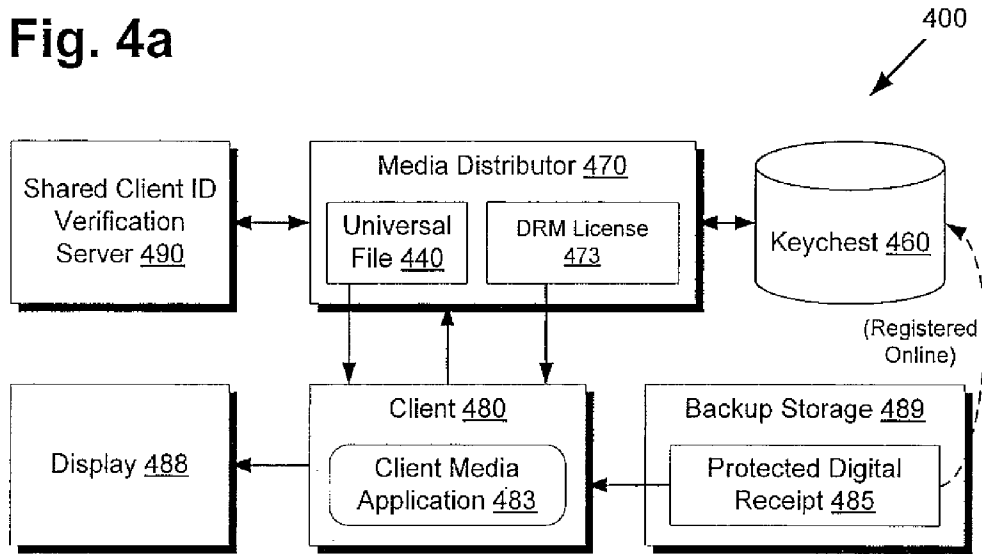 Fig. 4a
400
Shared Client ID
Verification
Server 490
Media Distributor 470
Universal
File 440
DRM License
473
Keychest 460
(Registered
Online)
Display 488
Client 480
Client Media
Application 483
Backup Storage 489
Protected Digital
Receipt 485